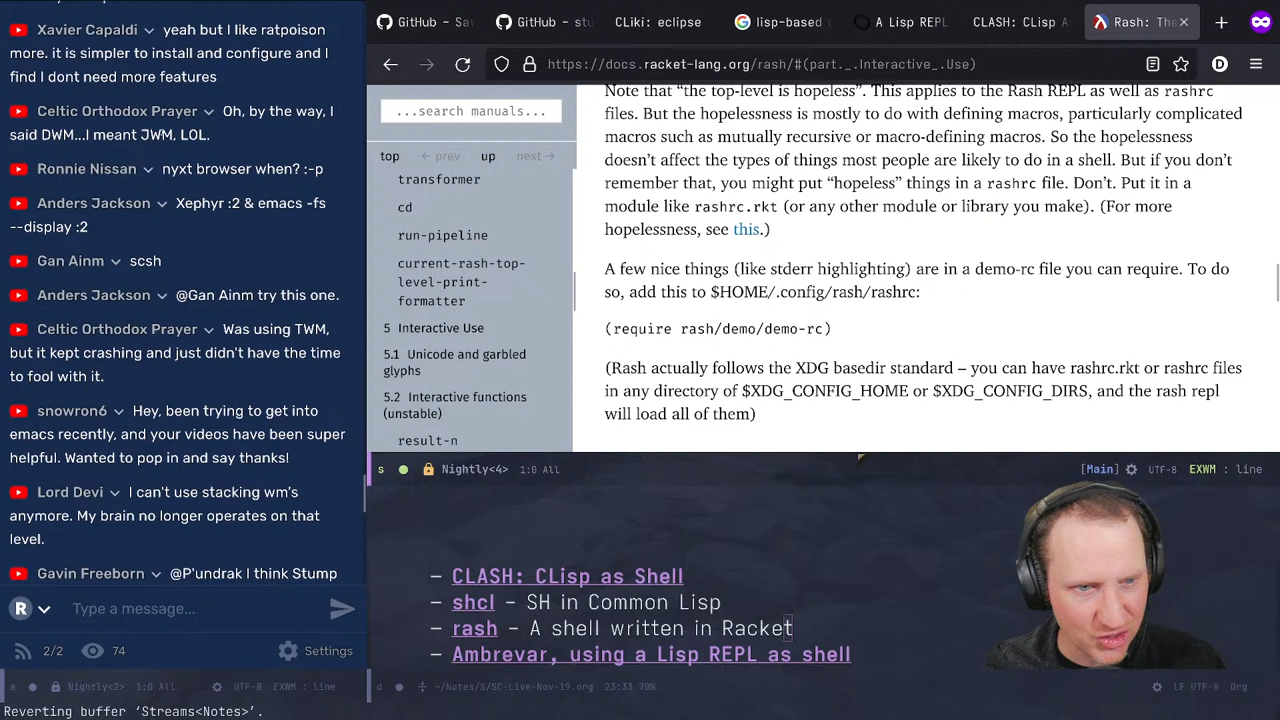 Xavier Capaldi yeah but I like ratpoison
more. it is simpler to install and configure and I
find I dont need more features
Celtic Orthodox Prayer Oh, by the way, I
said DWM...I meant JWM, LOL.
Ronnie Nissan nyxt browser when? :-p
Anders Jackson Xephyr :2 & emacs -fs
--display :2
Gan Ainm scsh
Anders Jackson @Gan Ainm try this one.
Celtic Orthodox Prayer Was using TWM,
but it kept crashing and just didn't have the time
to fool with it.
snowron6 Hey, been trying to get into
emacs recently, and your videos have been super
helpful. Wanted to pop in and say thanks!
Lord Devi I can't use stacking wm's
anymore. My brain no longer operates on that
level.
Gavin Freeborn @P'undrak I think Stump
R Type a message...
2/2 74 Settings
a Nightly<2> 1:0 All UTF-8 EXWM : line
Reverting buffer ‘Streams<Notes>’.
GitHub - Sav
GitHub - stu
CLiki: eclipse
lisp-based
A Lisp REPL
CLASH: CLisp As
Rash: The
https://docs.racket-lang.org/rash/#(part._.Interactive_.Use)
D
...search manuals...
top ← prev up next →
transformer
cd
run-pipeline
current-rash-top-
level-print-
formatter
5 Interactive Use
5.1 Unicode and garbled
glyphs
5.2 Interactive functions
(unstable)
result-n
Note that “the top-level is hopeless”. This applies to the Rash REPL as well as rashrc
files. But the hopelessness is mostly to do with defining macros, particularly complicated
macros such as mutually recursive or macro-defining macros. So the hopelessness
doesn’t affect the types of things most people are likely to do in a shell. But if you don’t
remember that, you might put “hopeless” things in a rashrc file. Don’t. Put it in a
module like rashrc.rkt (or any other module or library you make). (For more
hopelessness, see this.)
A few nice things (like stderr highlighting) are in a demo-rc file you can require. To do
so, add this to $HOME/.config/rash/rashrc:
(require rash/demo/demo-rc)
(Rash actually follows the XDG basedir standard – you can have rashrc.rkt or rashrc files
in any directory of $XDG_CONFIG_HOME or $XDG_CONFIG_DIRS, and the rash repl
will load all of them)
s Nightly<4> 1:0 All [Main] UTF-8 EXWM : line
– CLASH: CLisp as Shell
– shcl – SH in Common Lisp
– rash – A shell written in Racket
– Ambrevar, using a Lisp REPL as shell
d ~/Notes/S/SC-Live-Nov-19.org 23:33 70% LF UTF-8 Org